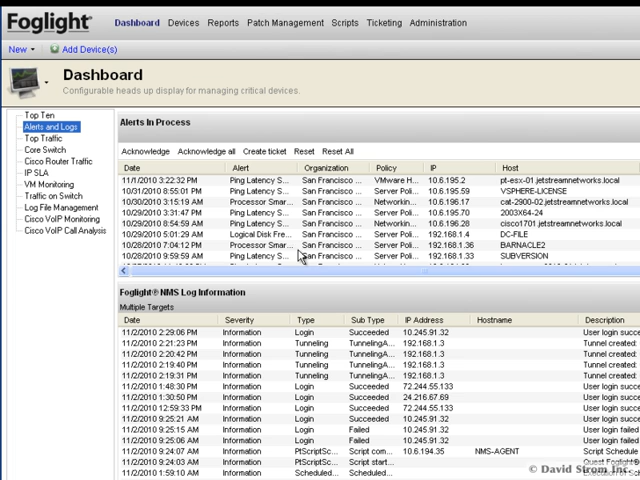 Foglight® Dashboard Devices Reports Patch Management Scripts Ticketing Administration
New Add Device(s)
Dashboard
Configurable heads up display for managing critical devices.
Top Ten
Alerts and Logs
Top Traffic
Core Switch
Cisco Router Traffic
IP SLA
VM Monitoring
Traffic on Switch
Log File Management
Cisco VoIP Monitoring
Cisco VoIP Call Analysis
Alerts In Process
Acknowledge Acknowledge all Create ticket Reset Reset All
Date Alert Organization Policy IP Host
11/1/2010 3:22:32 PM Ping Latency S... San Francisco ... VMware H... 10.6.195.2 pt-esx-01.jetstreamnetworks.local
10/31/2010 8:55:01 PM Ping Latency S... San Francisco ... Server Poli... 10.6.195.59 VSPHERE-LICENSE
10/30/2010 3:15:19 AM Processor Smar... San Francisco ... Networkin... 10.6.196.17 cat-2900-02.jetstreamnetworks.local
10/29/2010 3:31:47 PM Ping Latency S... San Francisco ... Server Poli... 10.6.195.70 2003X64-24
10/29/2010 8:54:59 AM Ping Latency S... San Francisco ... Networkin... 10.6.196.28 cisco1701.jetstreamnetworks.local
10/29/2010 5:01:29 AM Logical Disk Fre... San Francisco ... Server Poli... 192.168.1.4 DC-FILE
10/28/2010 7:04:12 PM Processor Smar... San Francisco ... Server Poli... 192.168.1.36 BARNACLE2
10/28/2010 9:59:59 AM Ping Latency S... San Francisco ... Server Poli... 192.168.1.33 SUBVERSION
Foglight® NMS Log Information
Multiple Targets
Date Severity Type Sub Type IP Address Hostname Description
11/2/2010 2:29:06 PM Information Login Succeeded 10.245.91.32 User login succe
11/2/2010 2:21:23 PM Information Tunneling TunnelingA... 192.168.1.3 Tunnel created:
11/2/2010 2:20:42 PM Information Tunneling TunnelingA... 192.168.1.3 Tunnel created:
11/2/2010 2:19:40 PM Information Tunneling TunnelingA... 192.168.1.3 Tunnel created:
11/2/2010 2:19:31 PM Information Tunneling TunnelingA... 192.168.1.3 Tunnel created:
11/2/2010 1:48:30 PM Information Login Succeeded 72.244.55.133 User login succe
11/2/2010 1:30:50 PM Information Login Succeeded 24.216.67.69 User login succe
11/2/2010 12:59:33 PM Information Login Succeeded 72.244.55.133 User login succe
11/2/2010 9:25:21 AM Information Login Succeeded 10.245.91.32 User login succe
11/2/2010 9:25:15 AM Information Login Failed 10.245.91.32 User login failed
11/2/2010 9:25:06 AM Information Login Failed 10.245.91.32 User login failed
11/2/2010 9:24:07 AM Information PtScriptSc... Script com... 10.6.194.35 NMS-AGENT Script Schedule
11/2/2010 9:24:03 AM Information PtScriptSc... Script start... Quest Foglight®
11/2/2010 1:59:10 AM Information Scheduled... Scheduled...
© David Strom Inc.